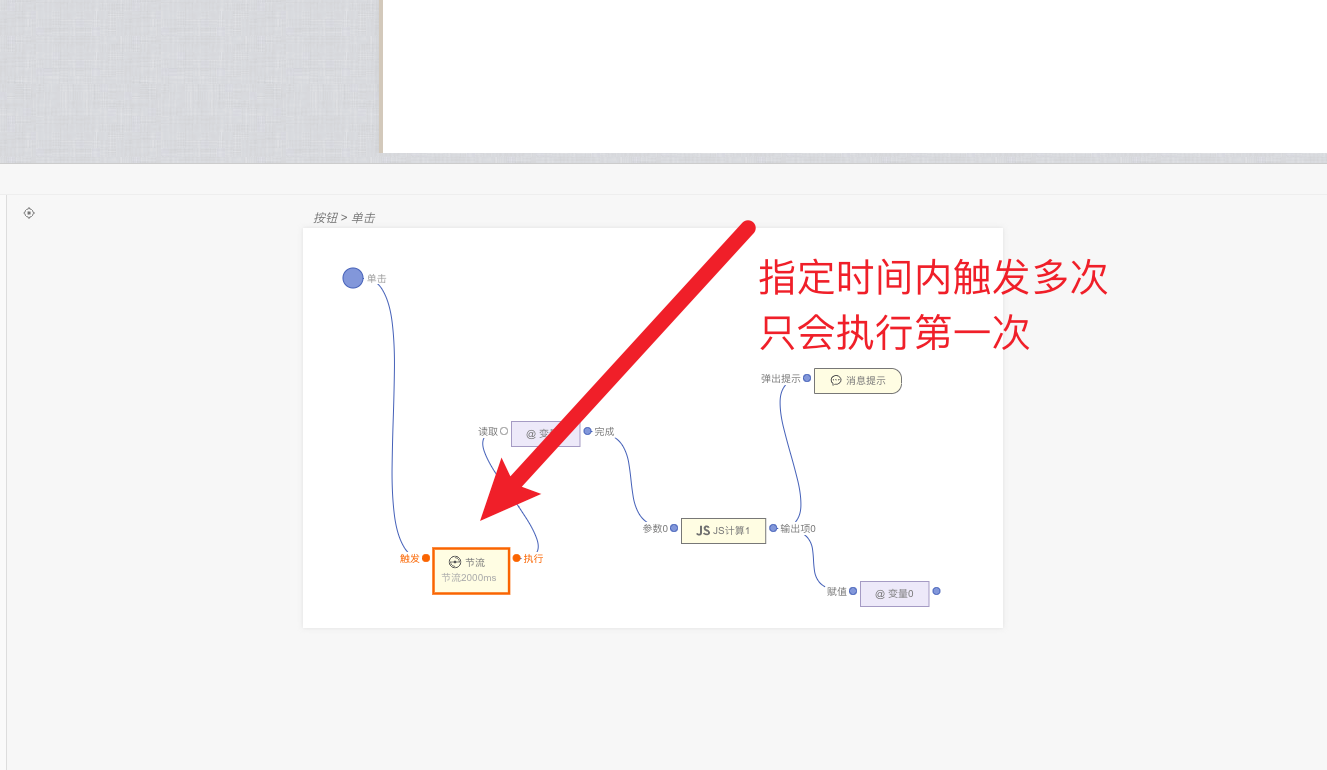 按钮 > 单击
单击
指定时间内触发多次
只会执行第一次
弹出提示
消息提示
读取
@ 变
完成
参数0
JS JS计算1
输出项0
触发
节流
节流2000ms
执行
赋值
@ 变量0